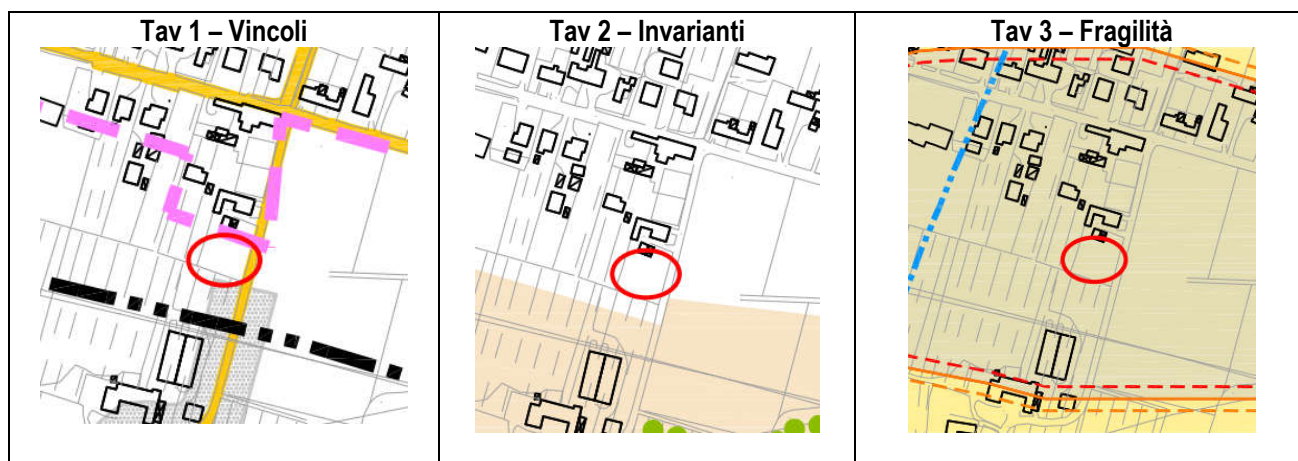 Tav 1 – Vincoli
Tav 2 – Invarianti
Tav 3 – Fragilità